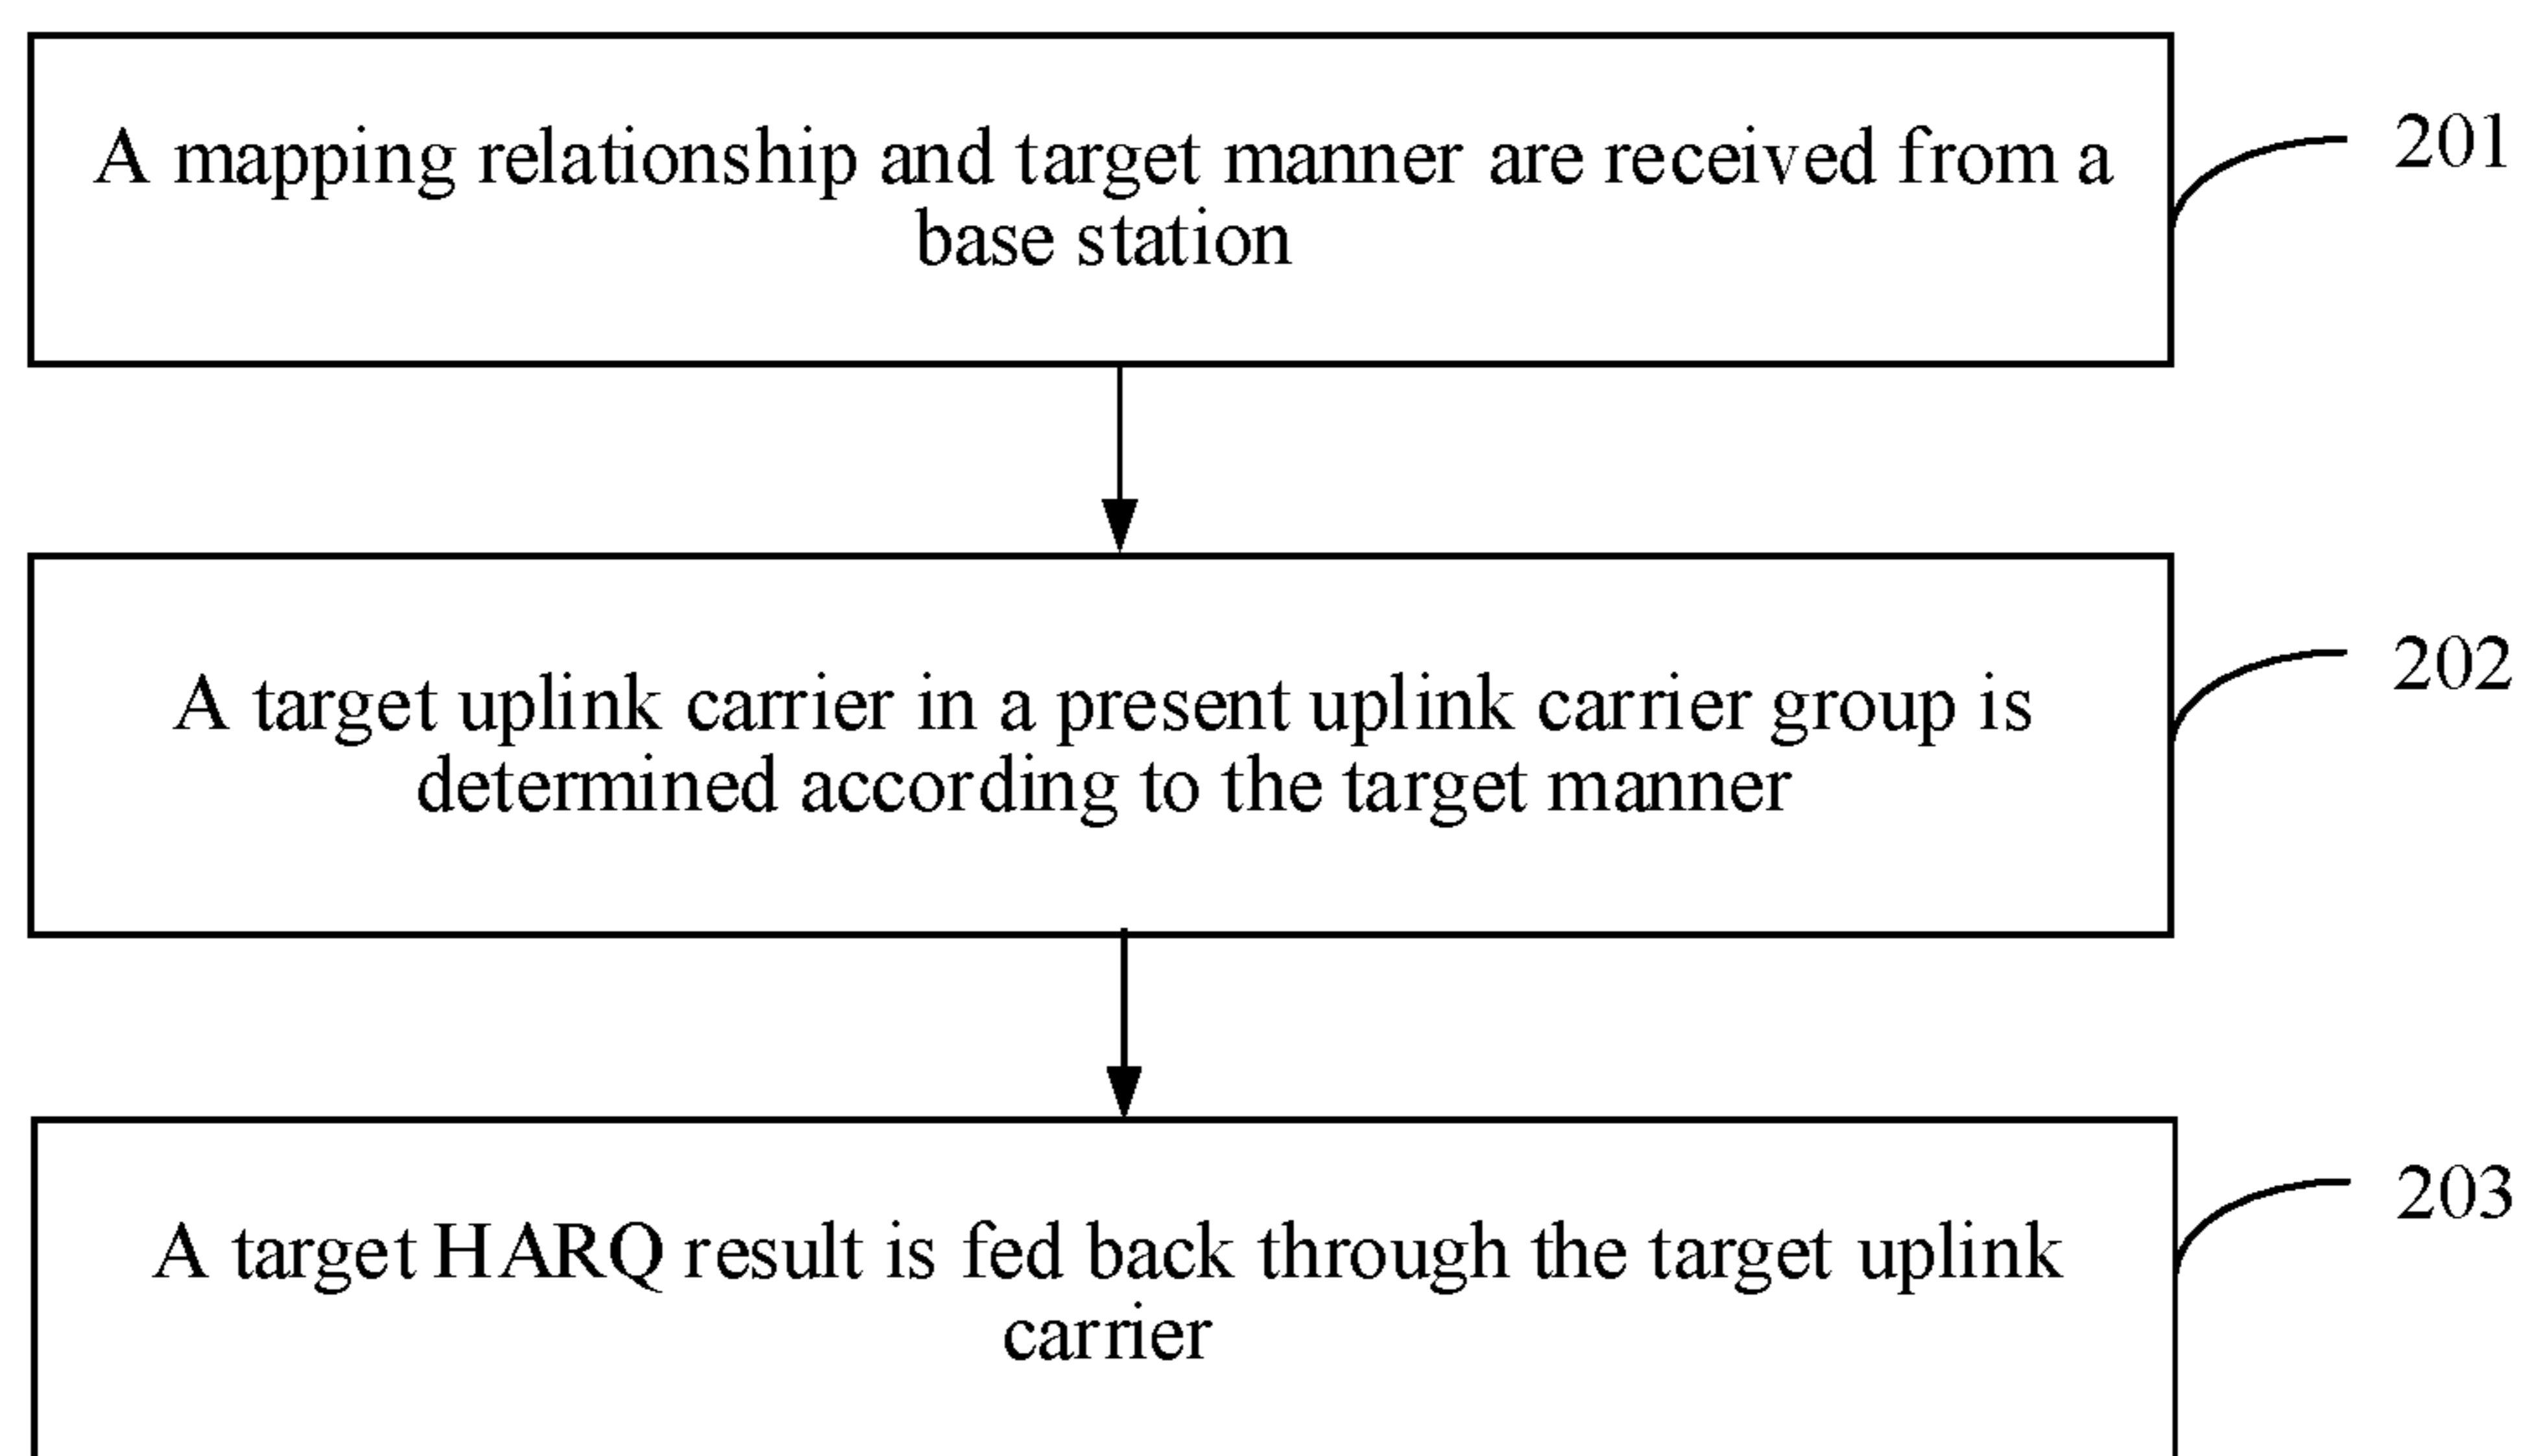 A mapping relationship and target manner are received from a
base station
201
A target uplink carrier in a present uplink carrier group is
determined according to the target manner
202
A target HARQ result is fed back through the target uplink
carrier
203